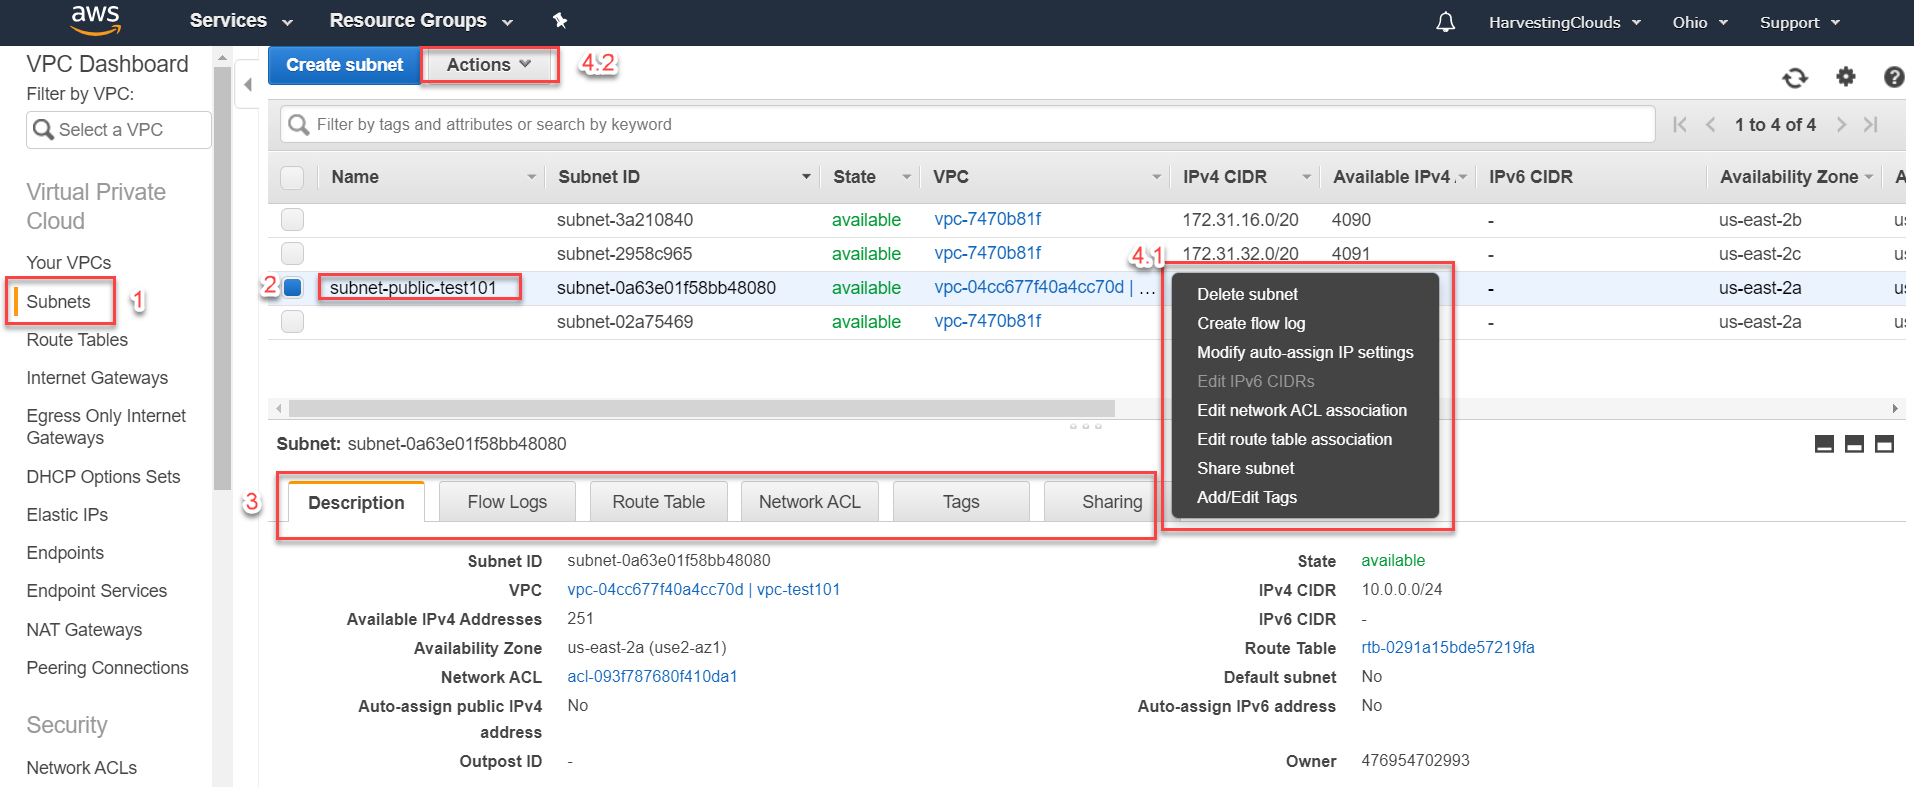 aws Services Resource Groups HarvestingClouds Ohio Support
VPC Dashboard
Filter by VPC:
Select a VPC
Virtual Private
Cloud
Your VPCs
Subnets
1
Route Tables
Internet Gateways
Egress Only Internet
Gateways
DHCP Options Sets
Elastic IPs
Endpoints
Endpoint Services
NAT Gateways
Peering Connections
Security
Network ACLs
Create subnet Actions 4.2
Filter by tags and attributes or search by keyword 1 to 4 of 4
Name Subnet ID State VPC IPv4 CIDR Available IPv4 IPv6 CIDR Availability Zone A
subnet-3a210840 available vpc-7470b81f 172.31.16.0/20 4090 - us-east-2b us
subnet-2958c965 available vpc-7470b81f 172.31.32.0/20 4091 - us-east-2c us
2 subnet-public-test101 subnet-0a63e01f58bb48080 available vpc-04cc677f40a4cc70d | ... - us-east-2a us
subnet-02a75469 available vpc-7470b81f - us-east-2a us
4.1
Delete subnet
Create flow log
Modify auto-assign IP settings
Edit IPv6 CIDRs
Edit network ACL association
Edit route table association
Share subnet
Add/Edit Tags
Subnet: subnet-0a63e01f58bb48080
3 Description Flow Logs Route Table Network ACL Tags Sharing
Subnet ID subnet-0a63e01f58bb48080 State available
VPC vpc-04cc677f40a4cc70d | vpc-test101 IPv4 CIDR 10.0.0.0/24
Available IPv4 Addresses 251 IPv6 CIDR -
Availability Zone us-east-2a (use2-az1) Route Table rtb-0291a15bde57219fa
Network ACL acl-093f787680f410da1 Default subnet No
Auto-assign public IPv4 No Auto-assign IPv6 address No
address
Outpost ID - Owner 476954702993